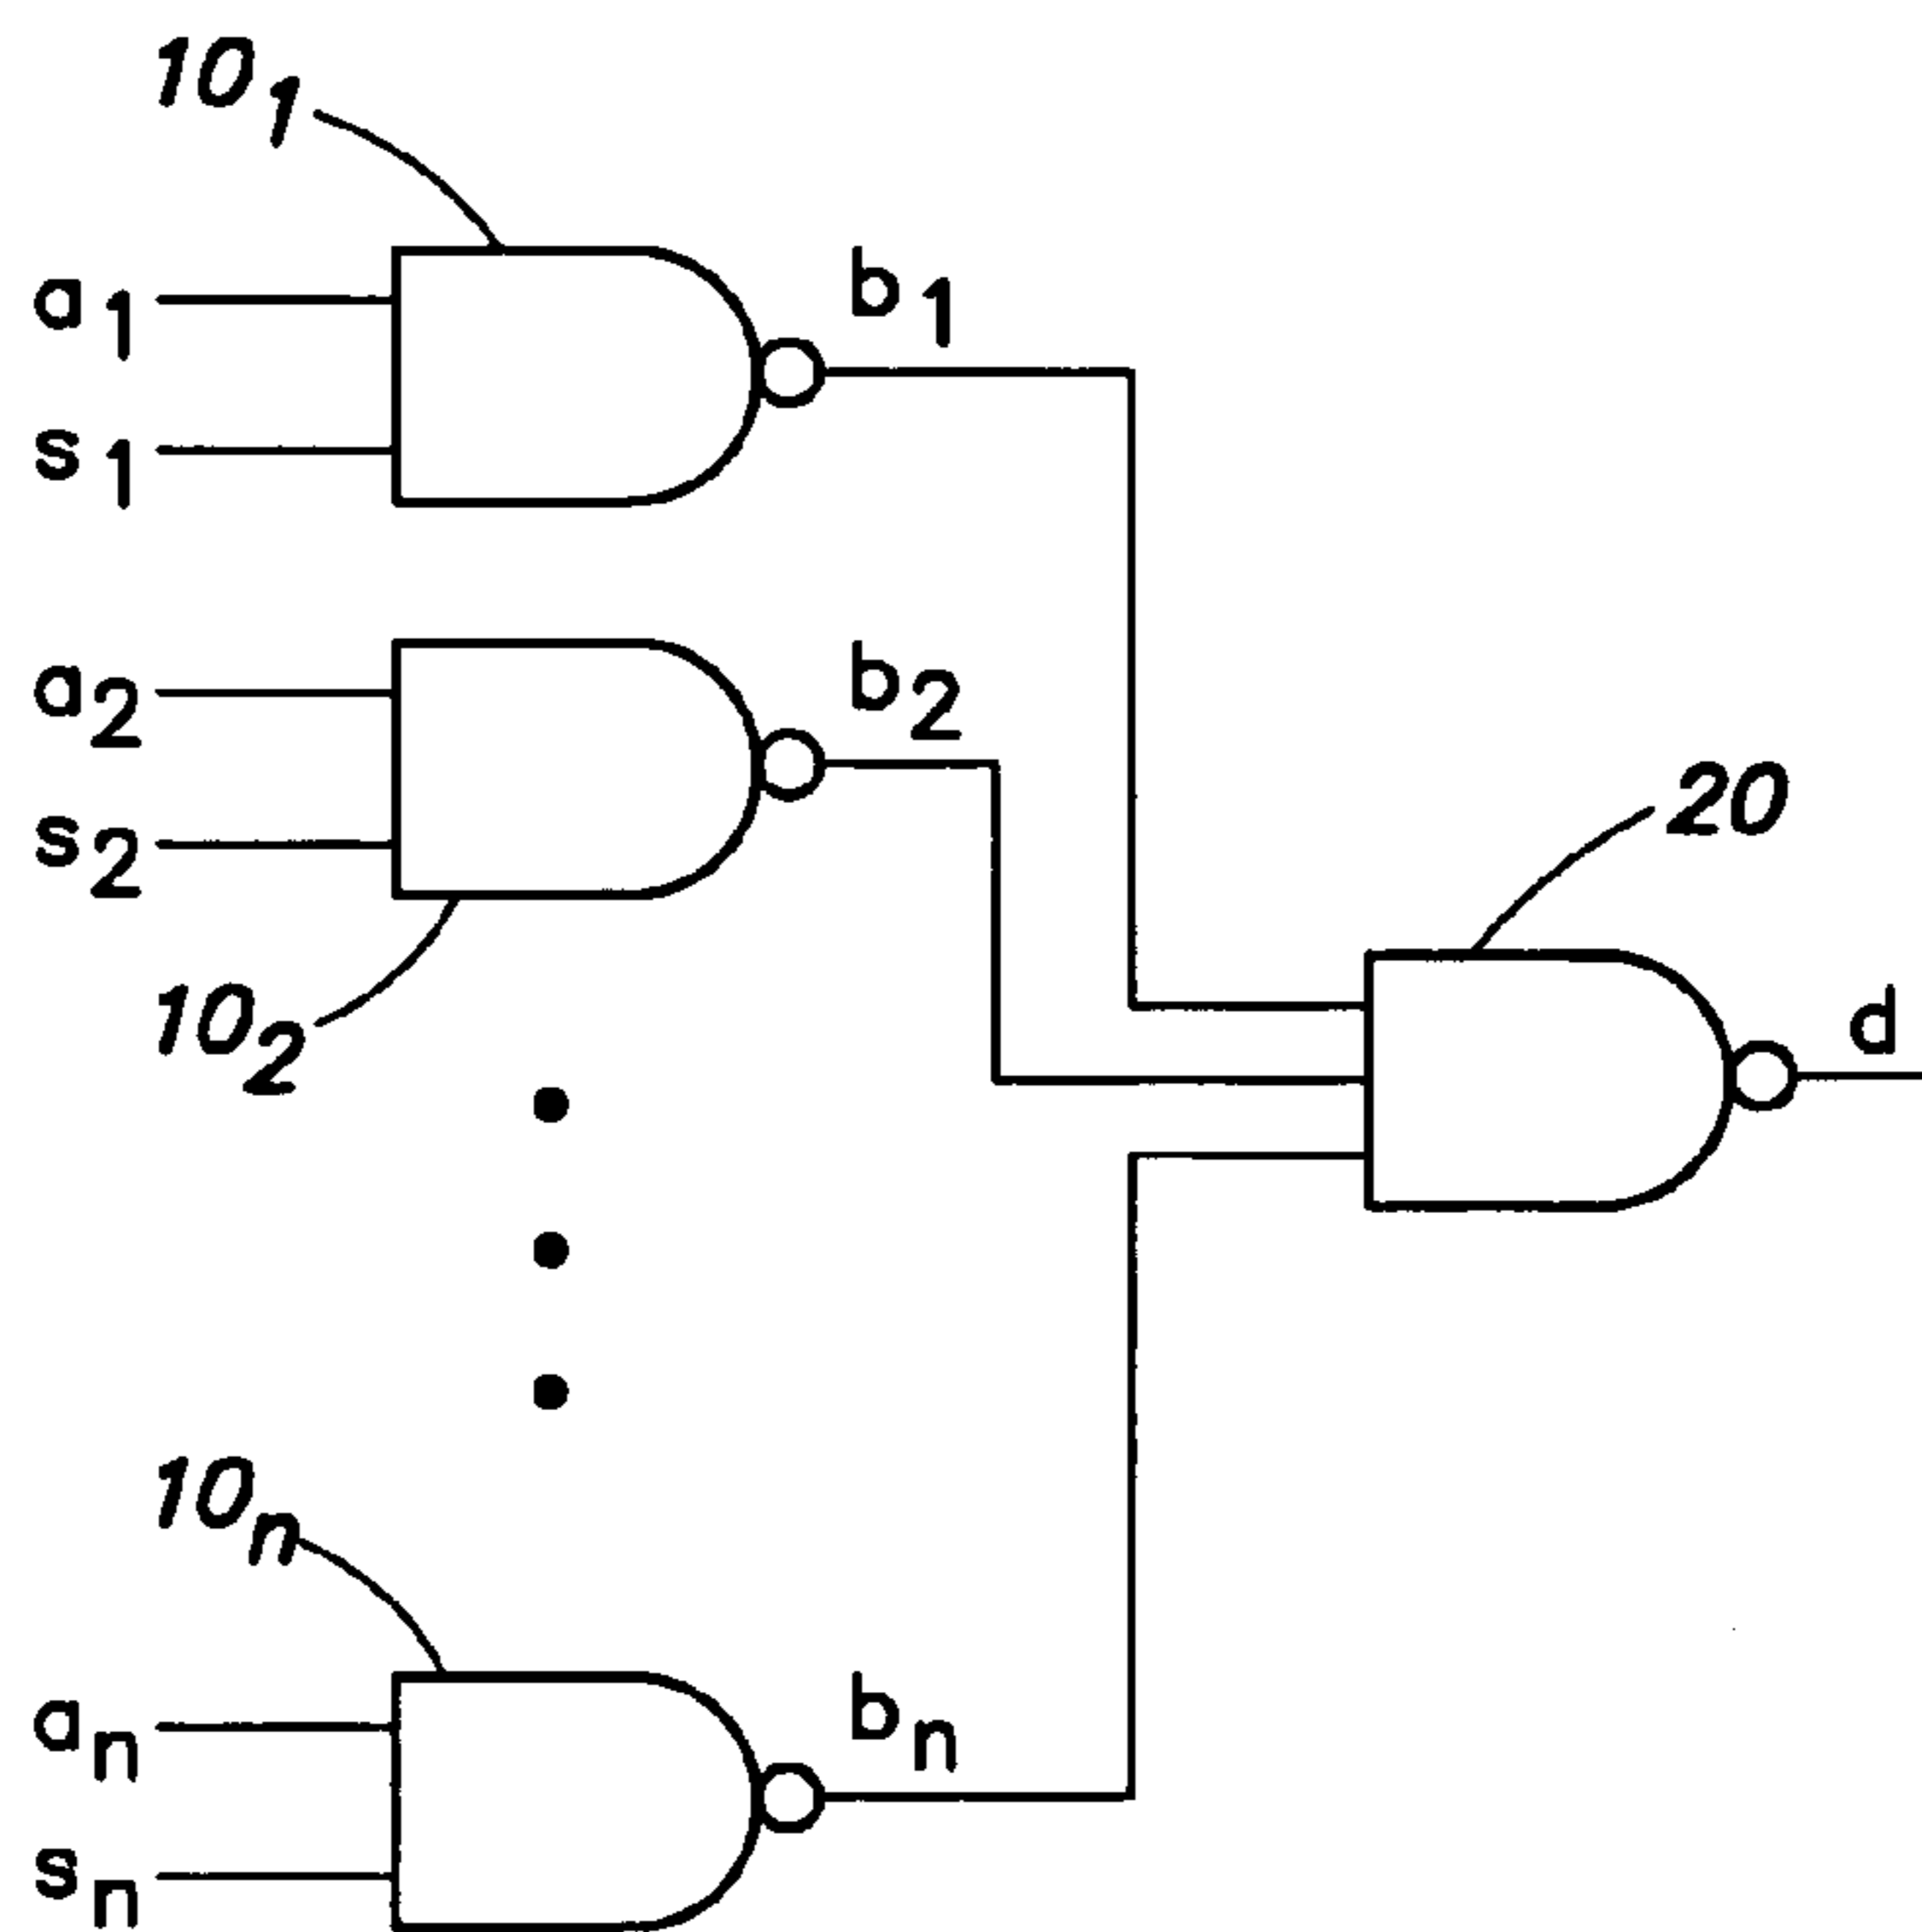 10₁
a₁
b₁
s₁
a₂
b₂
s₂
20
10₂
d
10ₙ
aₙ
bₙ
sₙ